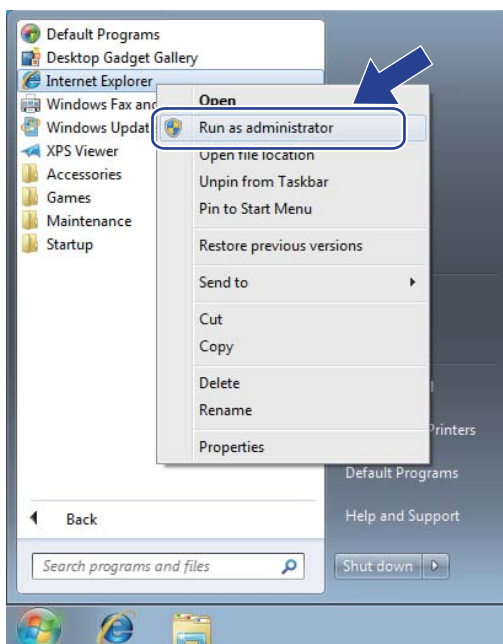 Default Programs
Desktop Gadget Gallery
Internet Explorer
Windows Fax and
Windows Updat
XPS Viewer
Accessories
Games
Maintenance
Startup
Back
Search programs and files
Open
Run as administrator
Open file location
Unpin from Taskbar
Pin to Start Menu
Restore previous versions
Send to
Cut
Copy
Delete
Rename
Properties
Printers
Default Programs
Help and Support
Shut down